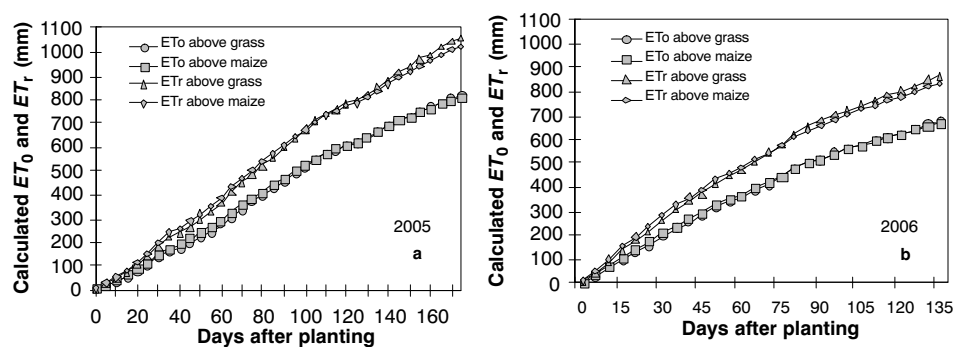 Calculated ET0 and ETr (mm)
1100
1000
900
800
700
600
500
400
300
200
100
0
ETo above grass
ETo above maize
ETr above grass
ETr above maize
2005
a
0 20 40 60 80 100 120 140 160
Days after planting
Calculated ET0 and ETr (mm)
1100
1000
900
800
700
600
500
400
300
200
100
0
ETo above grass
ETo above maize
ETr above grass
ETr above maize
2006
b
0 15 30 45 60 75 90 105 120 135
Days after planting